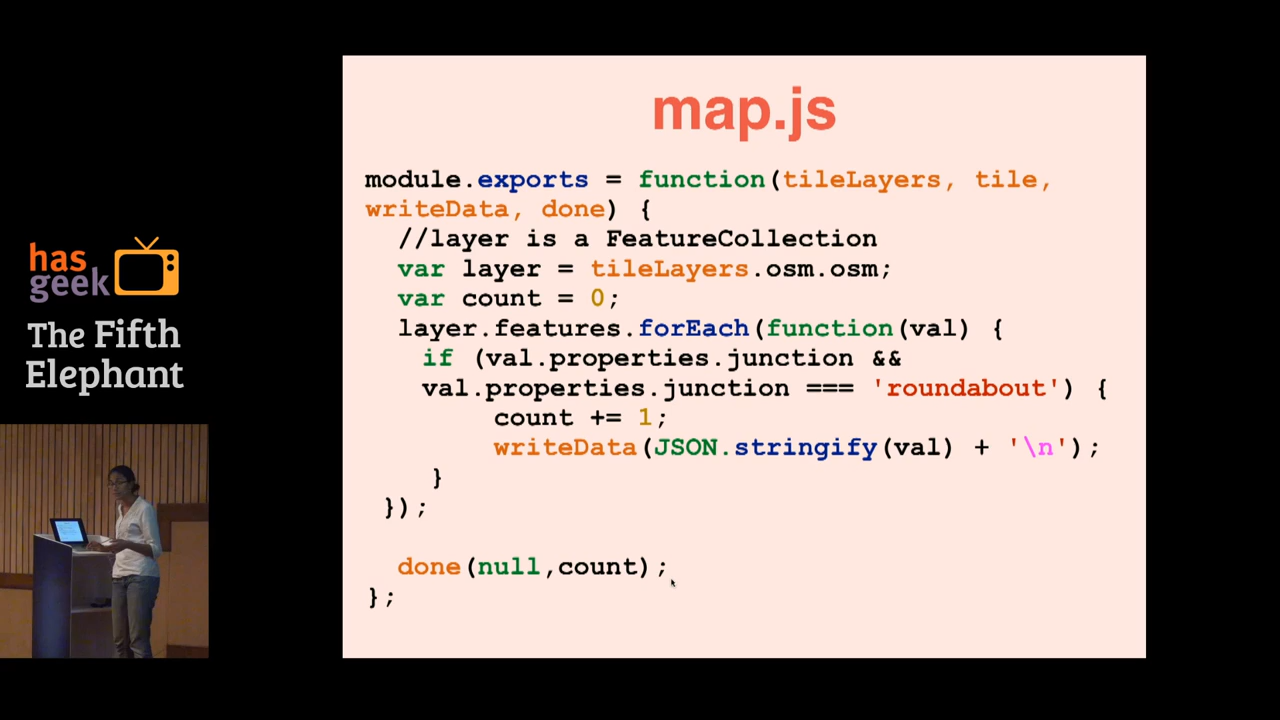 has
geek
The Fifth
Elephant
map.js
module.exports = function(tileLayers, tile,
writeData, done) {
//layer is a FeatureCollection
var layer = tileLayers.osm.osm;
var count = 0;
layer.features.forEach(function(val) {
if (val.properties.junction &&
val.properties.junction === 'roundabout') {
count += 1;
writeData(JSON.stringify(val) + '\n');
}
});
done(null,count);
};